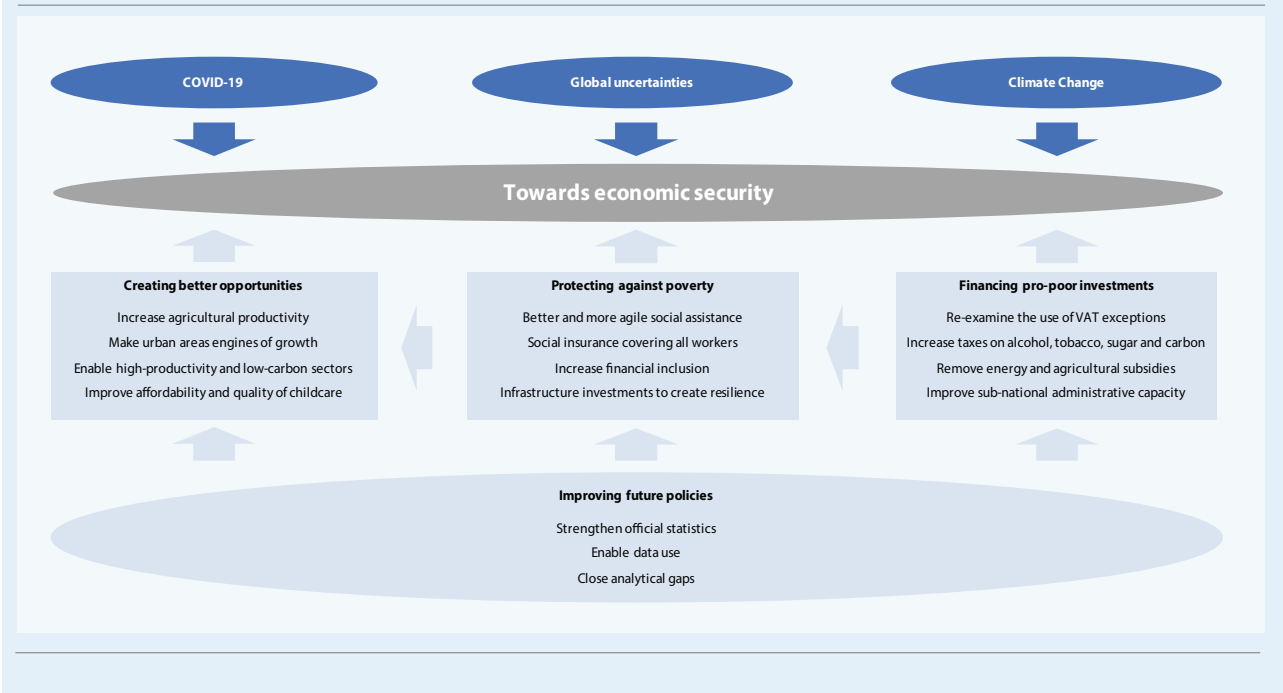 COVID-19
Global uncertainties
Climate Change
Towards economic security
Creating better opportunities
Increase agricultural productivity
Make urban areas engines of growth
Enable high-productivity and low-carbon sectors
Improve affordability and quality of childcare
Protecting against poverty
Better and more agile social assistance
Social insurance covering all workers
Increase financial inclusion
Infrastructure investments to create resilience
Financing pro-poor investments
Re-examine the use of VAT exceptions
Increase taxes on alcohol, tobacco, sugar and carbon
Remove energy and agricultural subsidies
Improve sub-national administrative capacity
Improving future policies
Strengthen official statistics
Enable data use
Close analytical gaps